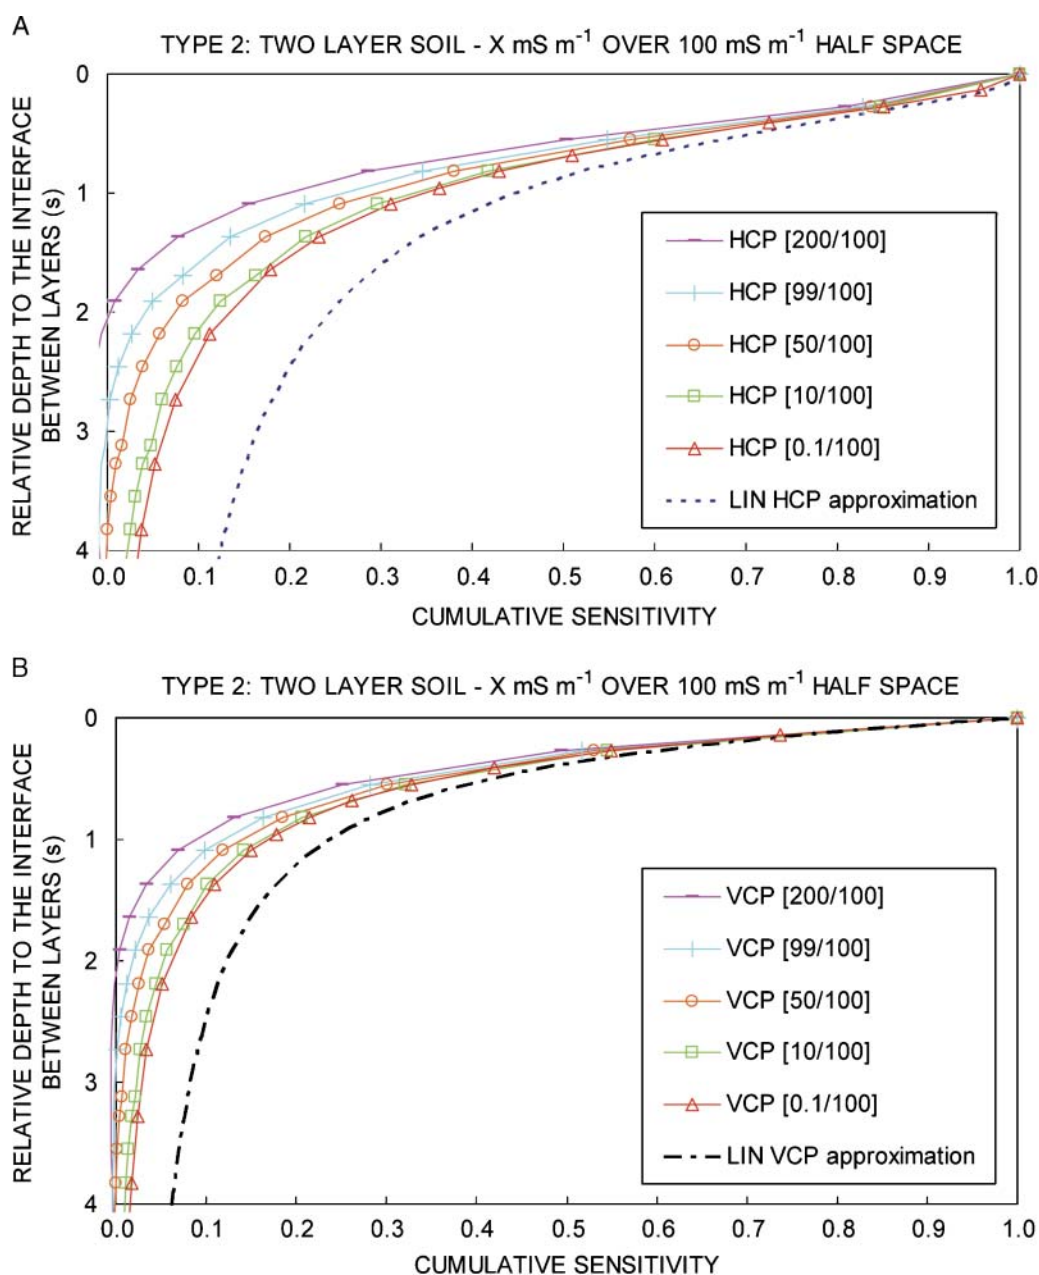 A
TYPE 2: TWO LAYER SOIL - X mS m⁻¹ OVER 100 mS m⁻¹ HALF SPACE
RELATIVE DEPTH TO THE INTERFACE
BETWEEN LAYERS (s)
0
1
2
3
4
HCP [200/100]
HCP [99/100]
HCP [50/100]
HCP [10/100]
HCP [0.1/100]
LIN HCP approximation
0.0 0.1 0.2 0.3 0.4 0.5 0.6 0.7 0.8 0.9 1.0
CUMULATIVE SENSITIVITY
B
TYPE 2: TWO LAYER SOIL - X mS m⁻¹ OVER 100 mS m⁻¹ HALF SPACE
RELATIVE DEPTH TO THE INTERFACE
BETWEEN LAYERS (s)
0
1
2
3
4
VCP [200/100]
VCP [99/100]
VCP [50/100]
VCP [10/100]
VCP [0.1/100]
LIN VCP approximation
0.0 0.1 0.2 0.3 0.4 0.5 0.6 0.7 0.8 0.9 1.0
CUMULATIVE SENSITIVITY